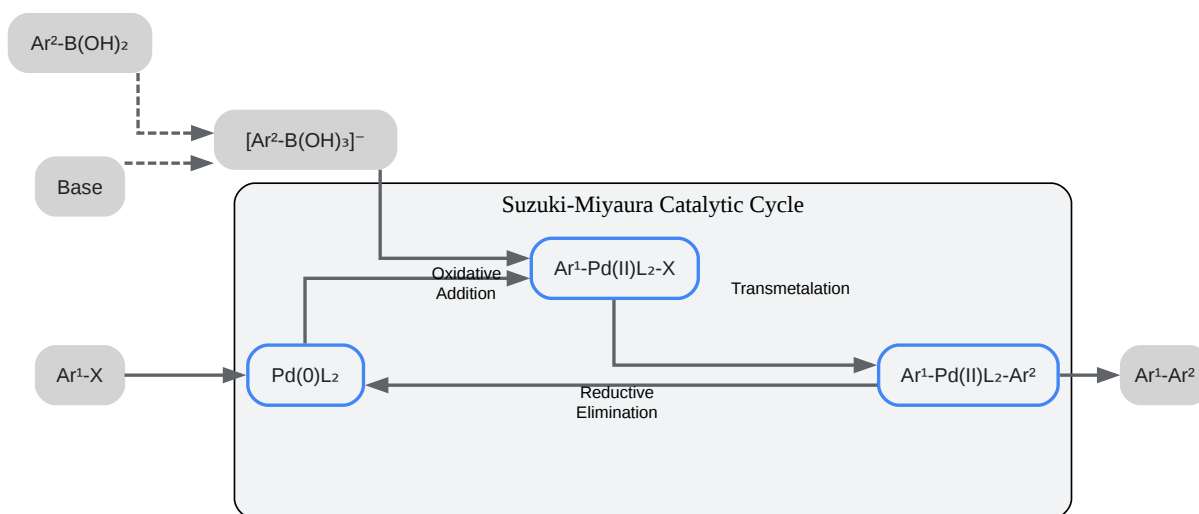 Ar²-B(OH)₂
[Ar²-B(OH)₃]⁻
Base
Suzuki-Miyaura Catalytic Cycle
Ar¹-Pd(II)L₂-X
Oxidative
Addition
Transmetalation
Ar¹-X
Pd(0)L₂
Ar¹-Pd(II)L₂-Ar²
Ar¹-Ar²
Reductive
Elimination